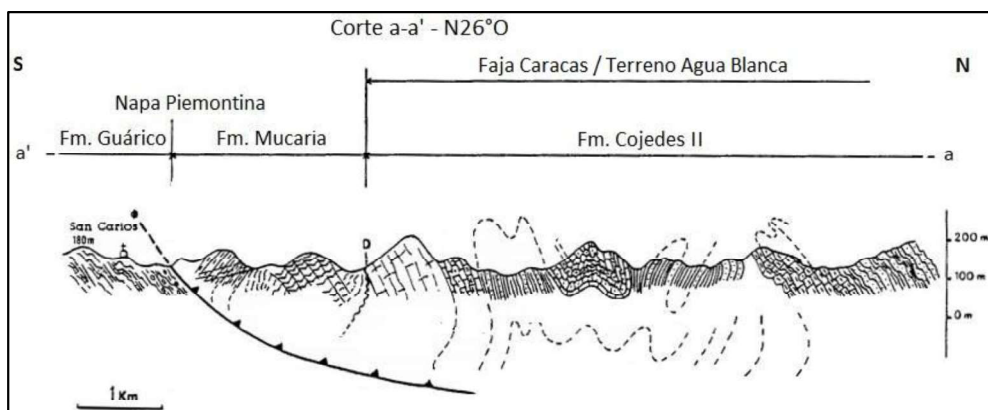 Corte a-a' - N26°O
S
Faja Caracas / Terreno Agua Blanca
N
Napa Piemontina
Fm. Guárico
Fm. Mucaria
Fm. Cojedes II
a'
a
San Carlos
180m
D
200 m
100 m
0 m
1 Km